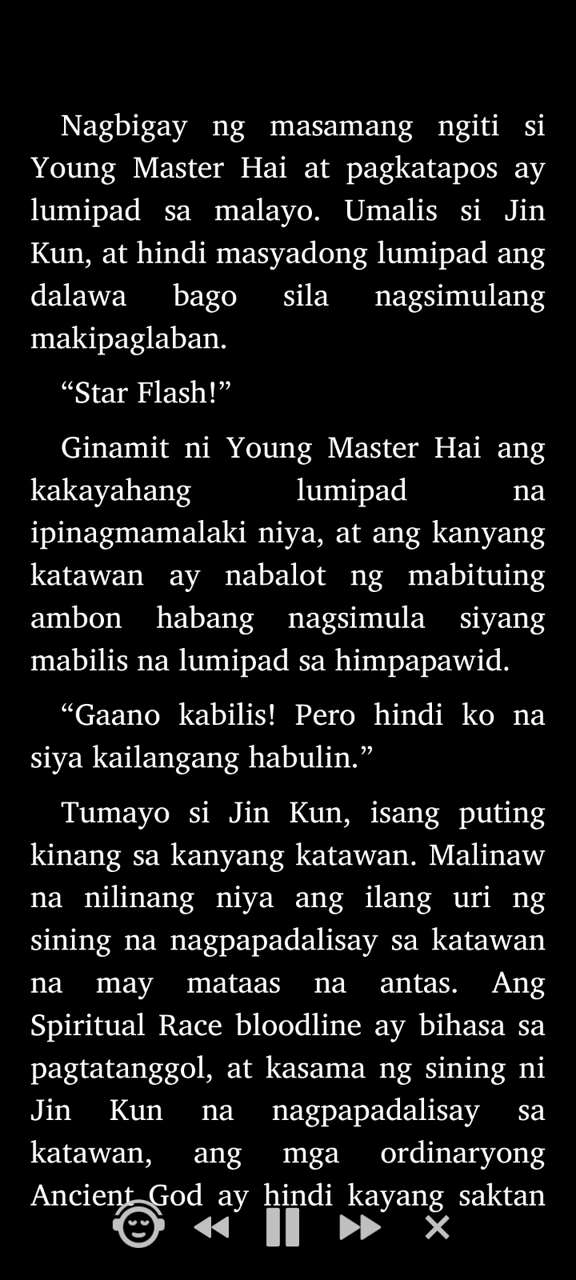 Nagbigay ng masamang ngiti si
Young Master Hai at pagkatapos ay
lumipad sa malayo. Umalis si Jin
Kun, at hindi masyadong lumipad ang
dalawa bago sila nagsimulang
makipaglaban.
“Star Flash!”
Ginamit ni Young Master Hai ang
kakayahang lumipad na
ipinagmamalaki niya, at ang kanyang
katawan ay nabalot ng mabituing
ambon habang nagsimula siyang
mabilis na lumipad sa himpapawid.
“Gaano kabilis! Pero hindi ko na
siya kailangang habulin.”
Tumayo si Jin Kun, isang puting
kinang sa kanyang katawan. Malinaw
na nilinang niya ang ilang uri ng
sining na nagpapadalisay sa katawan
na may mataas na antas. Ang
Spiritual Race bloodline ay bihasa sa
pagtatanggol, at kasama ng sining ni
Jin Kun na nagpapadalisay sa
katawan, ang mga ordinaryong
Ancient God ay hindi kayang saktan